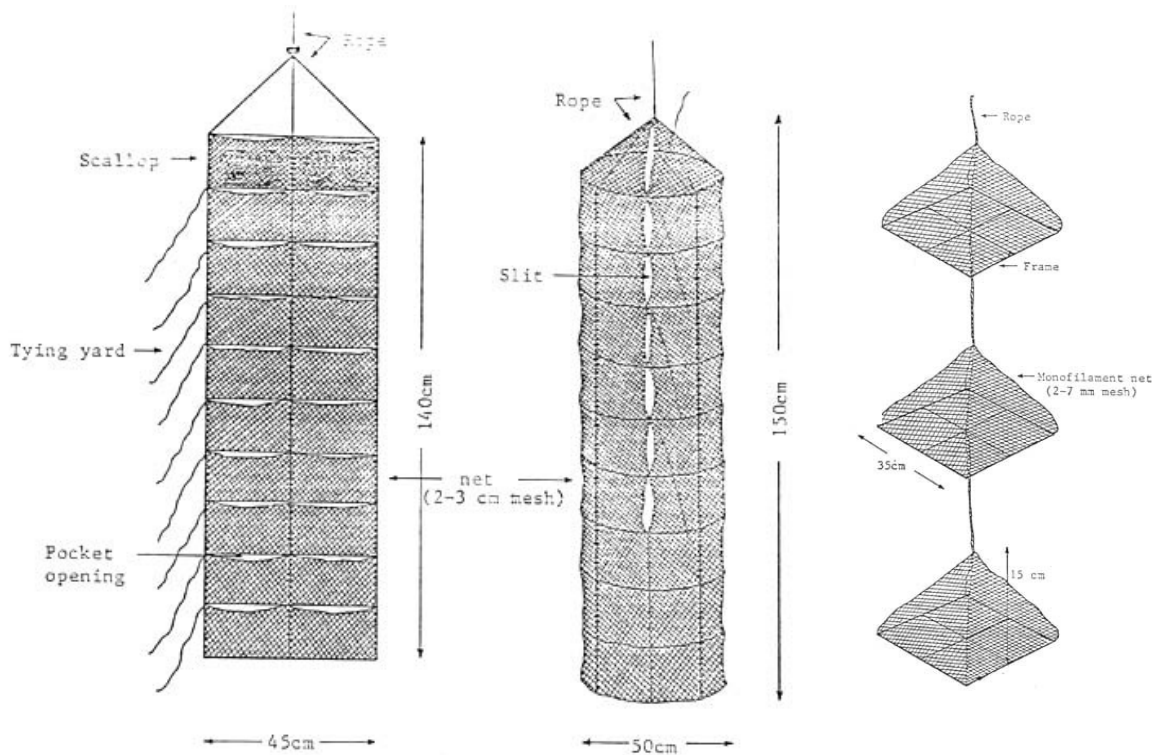 Rope
Scallop
Tying yard
Pocket
opening
140cm
45cm
net
(2-3 cm mesh)
Rope
Slit
150cm
50cm
Rope
Frame
Monofilament net
(2-7 mm mesh)
35cm
15 cm